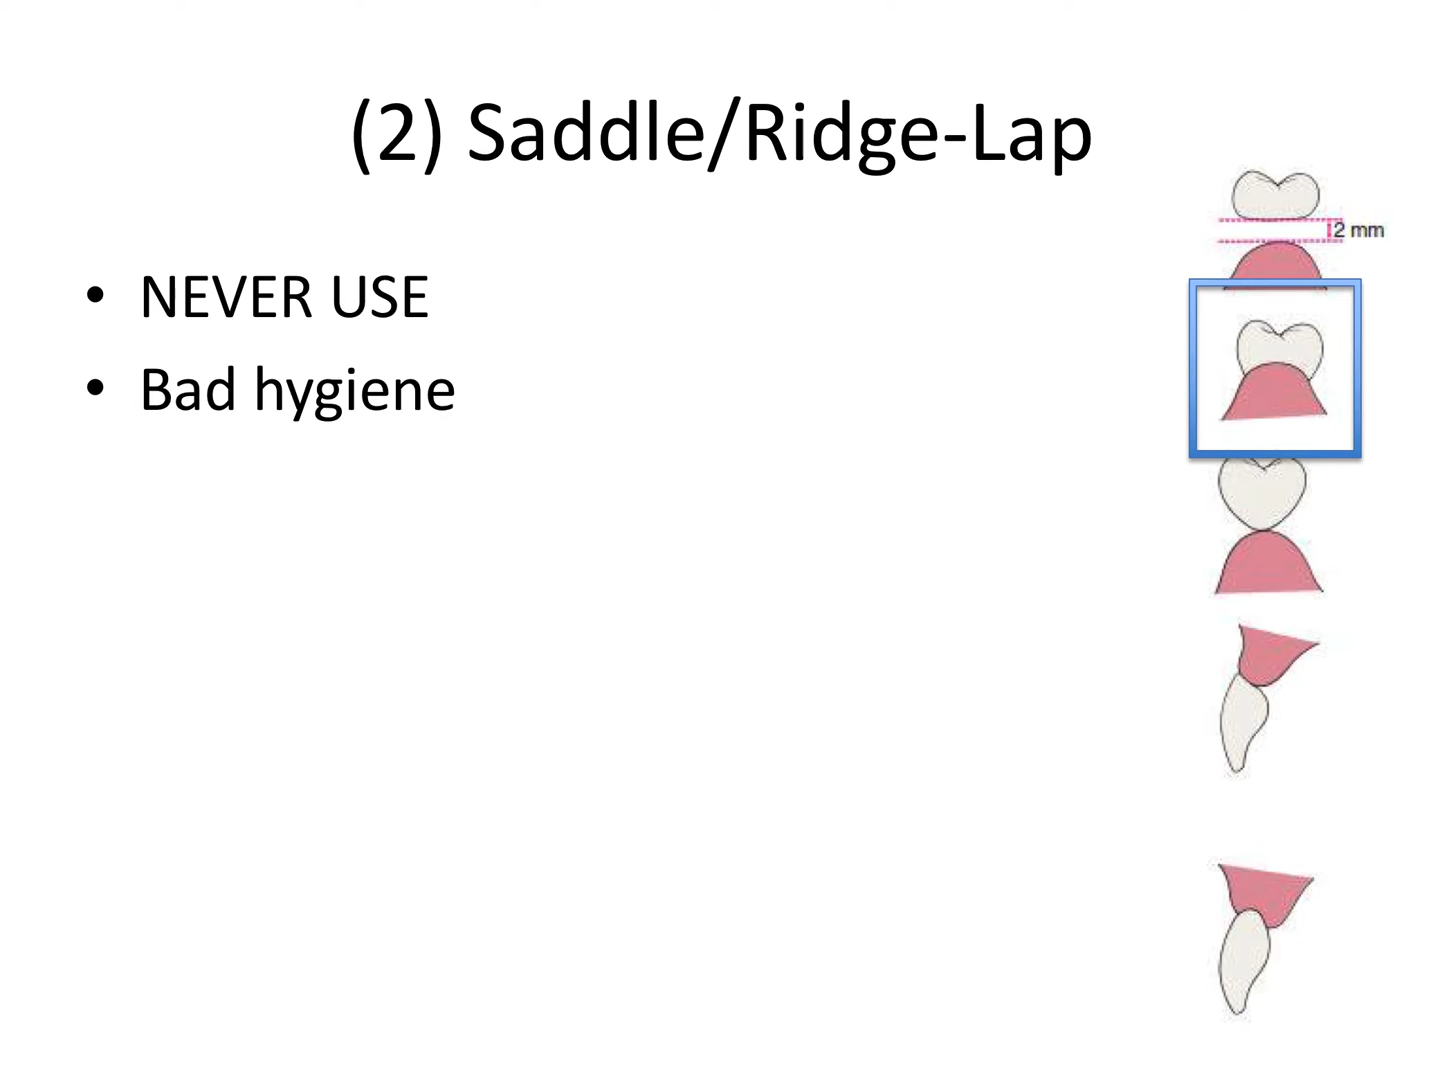 (2) Saddle/Ridge-Lap
2 mm
• NEVER USE
• Bad hygiene